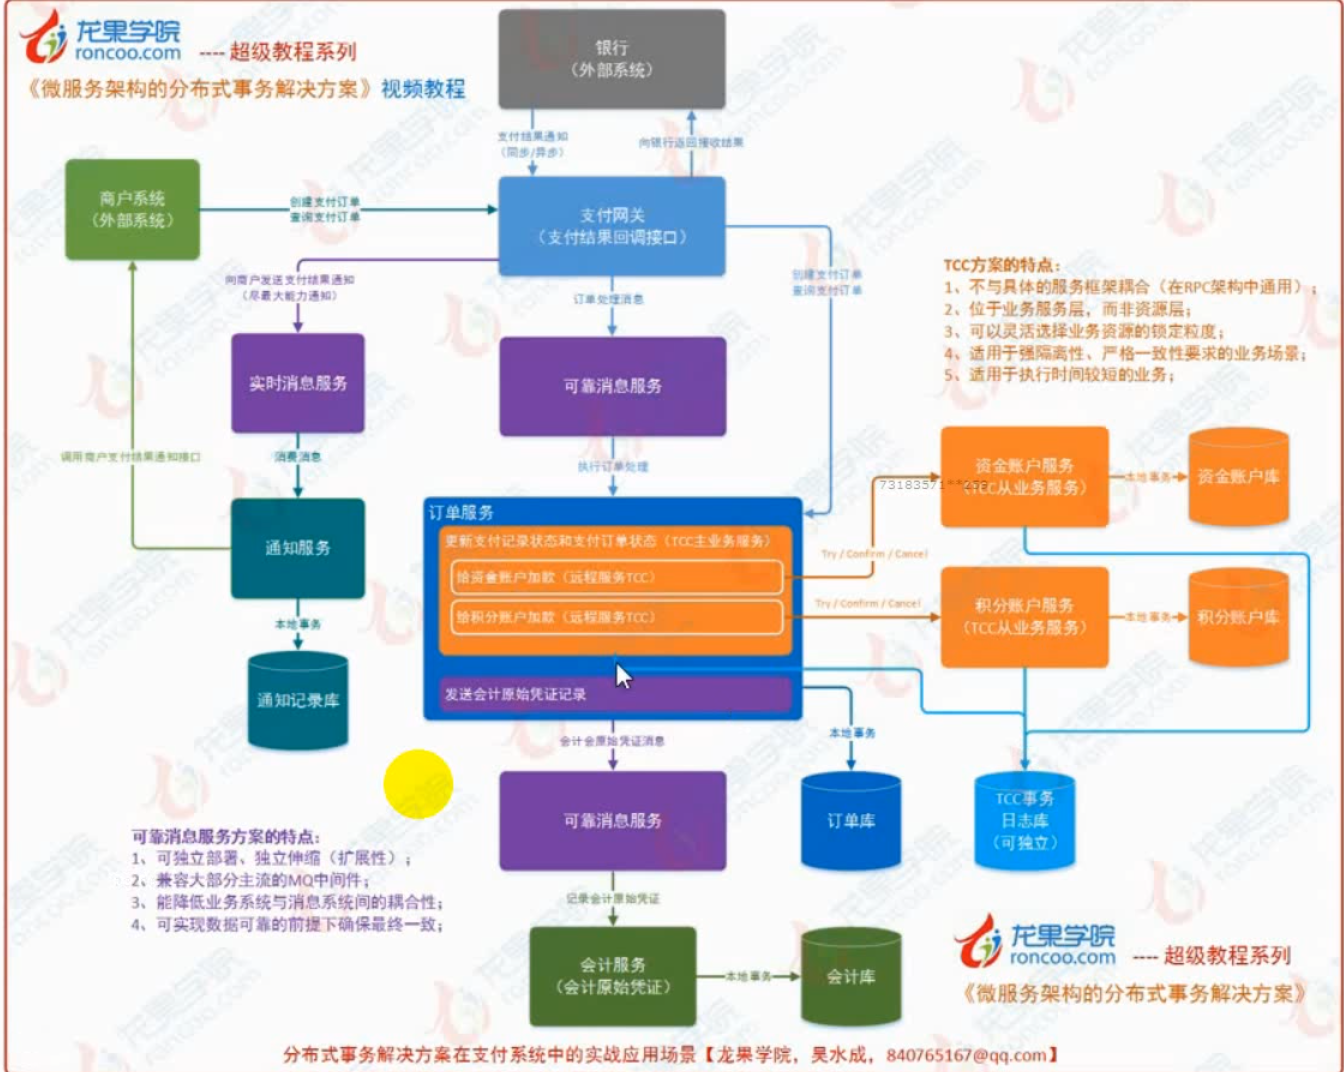 龙果学院
roncoo.com
---- 超级教程系列
《微服务架构的分布式事务解决方案》视频教程
银行
（外部系统）
支付结果通知
（同步/异步）
向银行返回接收结果
商户系统
（外部系统）
创建支付订单
查询支付订单
支付网关
（支付结果回调接口）
向商户发送支付结果通知
（尽最大能力通知）
订单处理消息
创建支付订单
查询支付订单
TCC方案的特点：
1、不与具体的服务框架耦合（在RPC架构中通用）；
2、位于业务服务层，而非资源层；
3、可以灵活选择业务资源的锁定粒度；
4、适用于强隔离性、严格一致性要求的业务场景；
5、适用于执行时间较短的业务；
实时消息服务
可靠消息服务
调用商户支付结果通知接口
消费消息
执行订单处理
资金账户服务
（TCC从业务服务）
本地事务
资金账户库
通知服务
订单服务
更新支付记录状态和支付订单状态（TCC主业务服务）
给资金账户加款（远程服务TCC）
给积分账户加款（远程服务TCC）
发送会计原始凭证记录
Try / Confirm / Cancel
Try / Confirm / Cancel
积分账户服务
（TCC从业务服务）
本地事务
积分账户库
本地事务
通知记录库
会计会原始凭证消息
本地事务
可靠消息服务
订单库
TCC事务
日志库
（可独立）
可靠消息服务方案的特点：
1、可独立部署、独立伸缩（扩展性）；
2、兼容大部分主流的MQ中间件；
3、能降低业务系统与消息系统间的耦合性；
4、可实现数据可靠的前提下确保最终一致；
记录会计原始凭证
会计服务
（会计原始凭证）
本地事务
会计库
龙果学院
roncoo.com
---- 超级教程系列
《微服务架构的分布式事务解决方案》
分布式事务解决方案在支付系统中的实战应用场景【龙果学院，吴水成，840765167@qq.com】